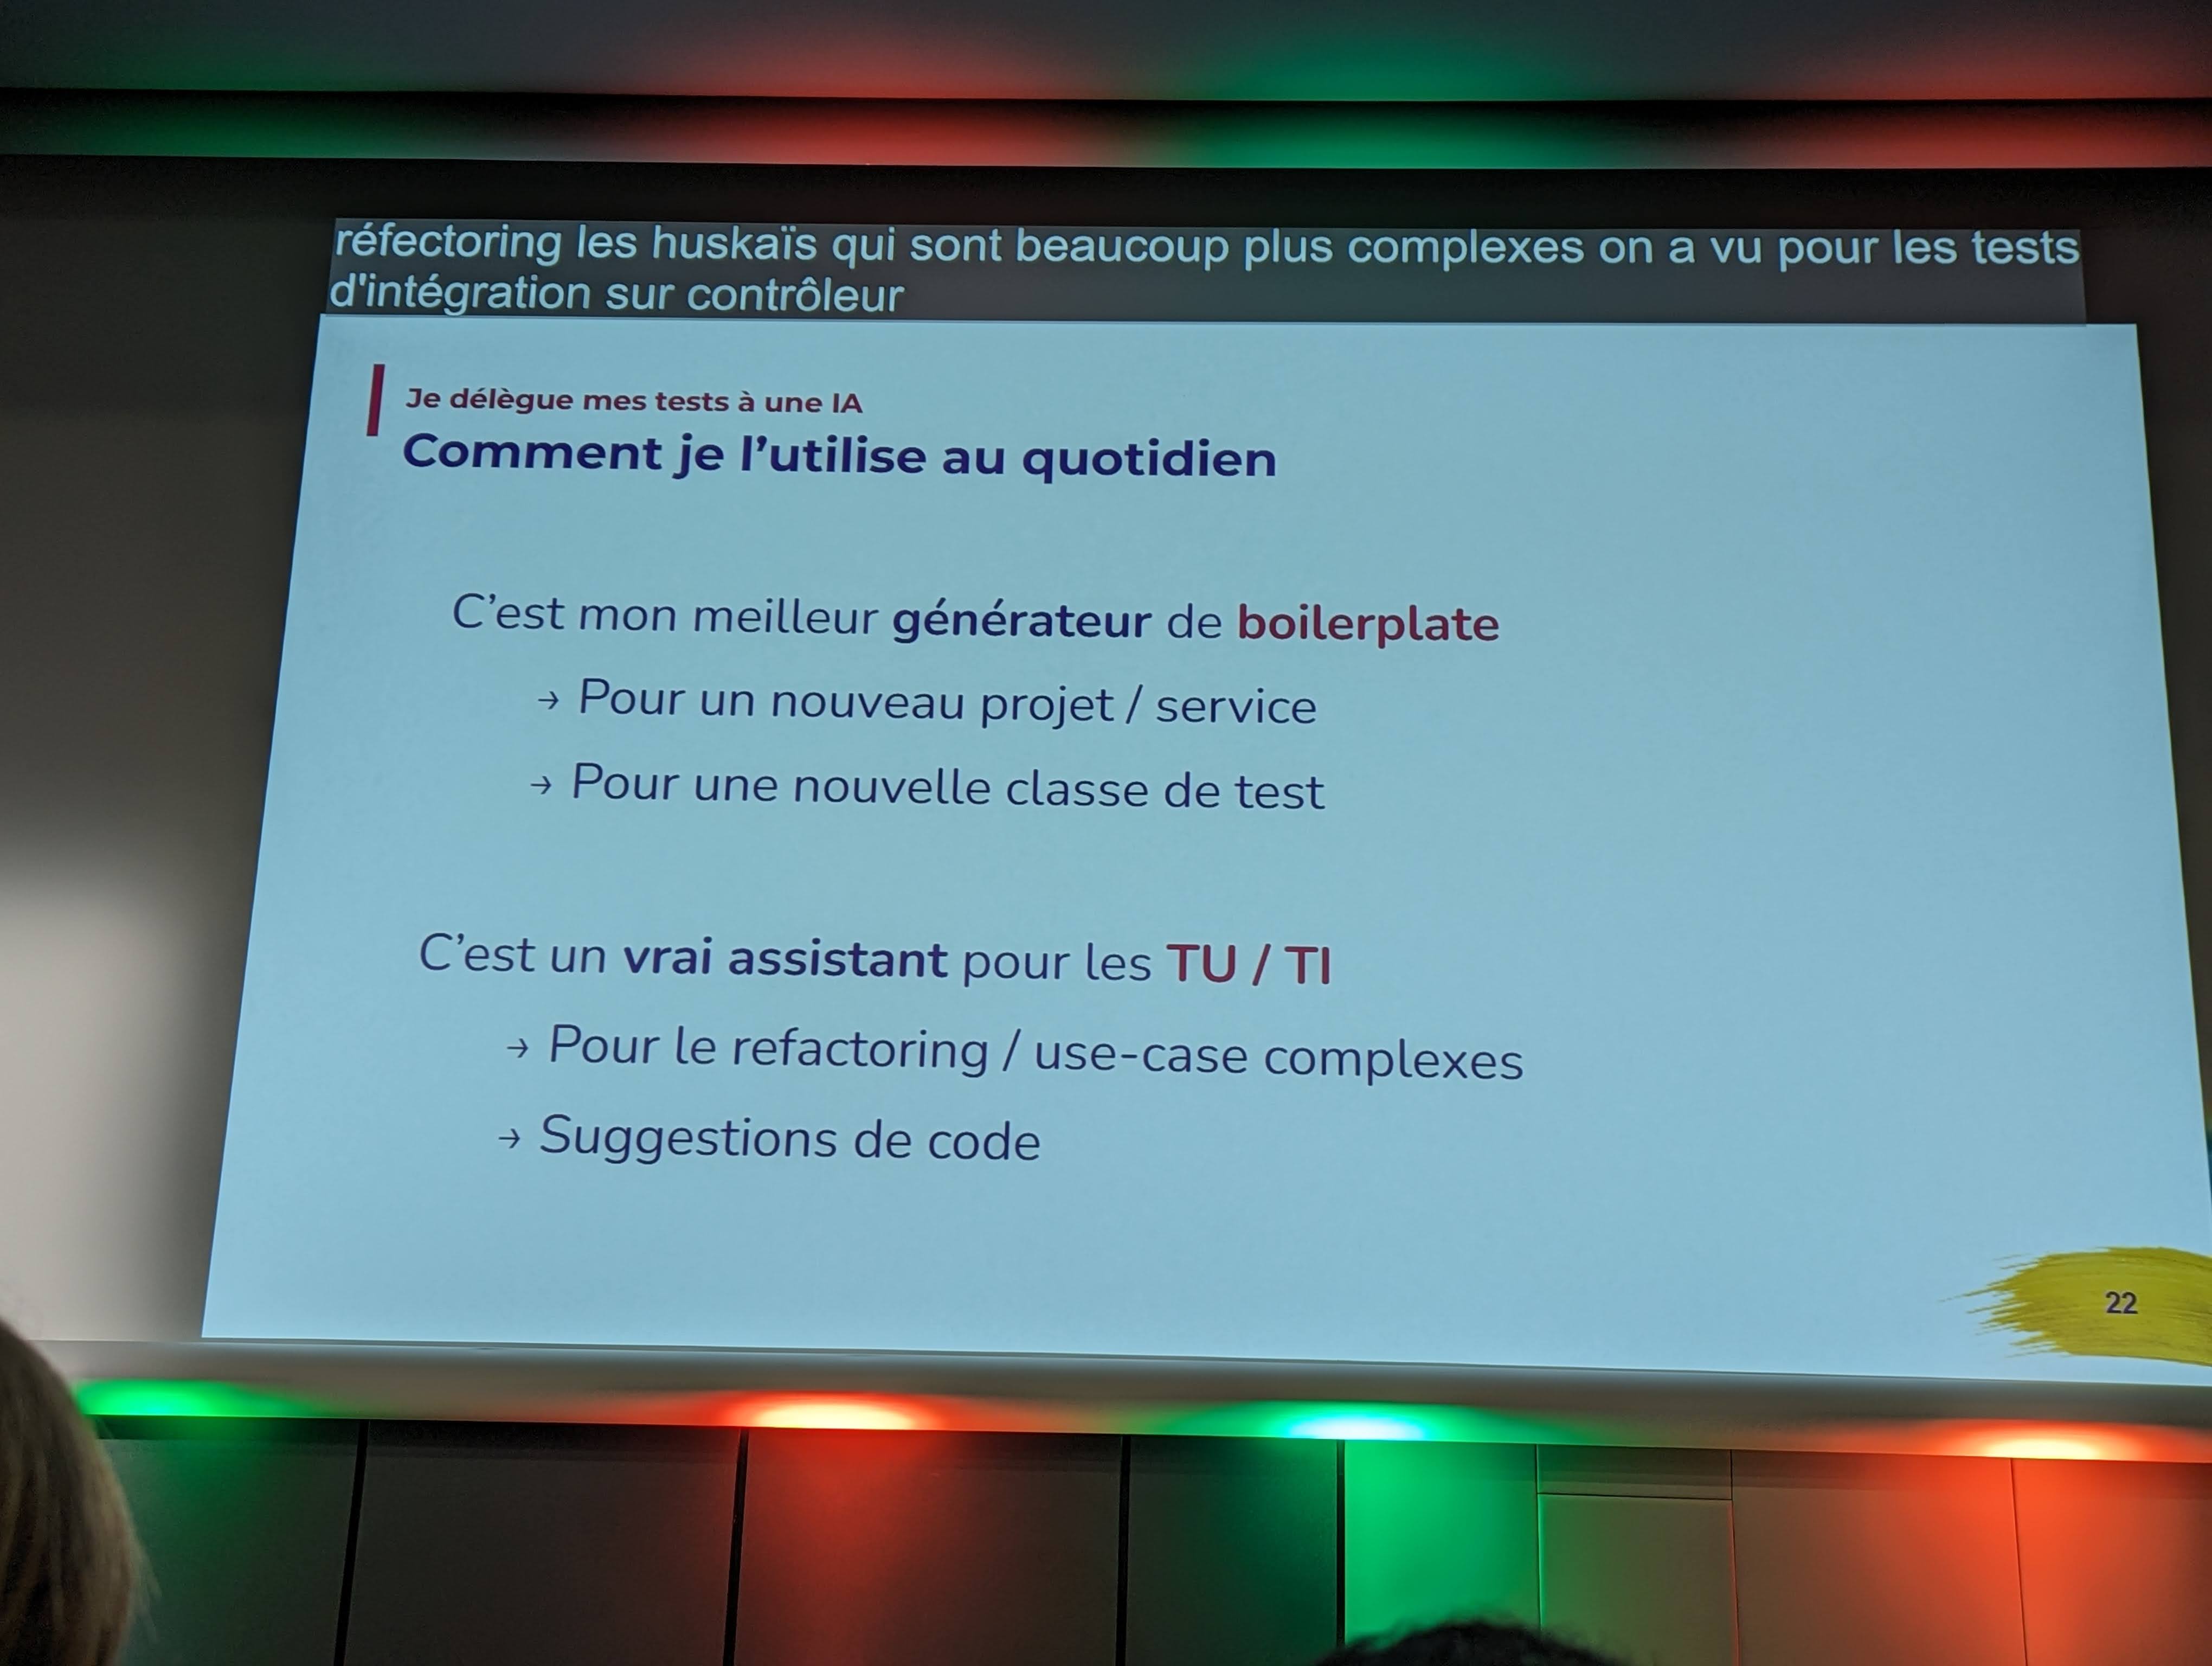 réfectoring les huskaïs qui sont beaucoup plus complexes on a vu pour les tests
d'intégration sur contrôleur
Je délègue mes tests à une IA
Comment je l'utilise au quotidien
C'est mon meilleur générateur de boilerplate
→ Pour un nouveau projet / service
→ Pour une nouvelle classe de test
C'est un vrai assistant pour les TU / TI
→ Pour le refactoring / use-case complexes
→ Suggestions de code
22